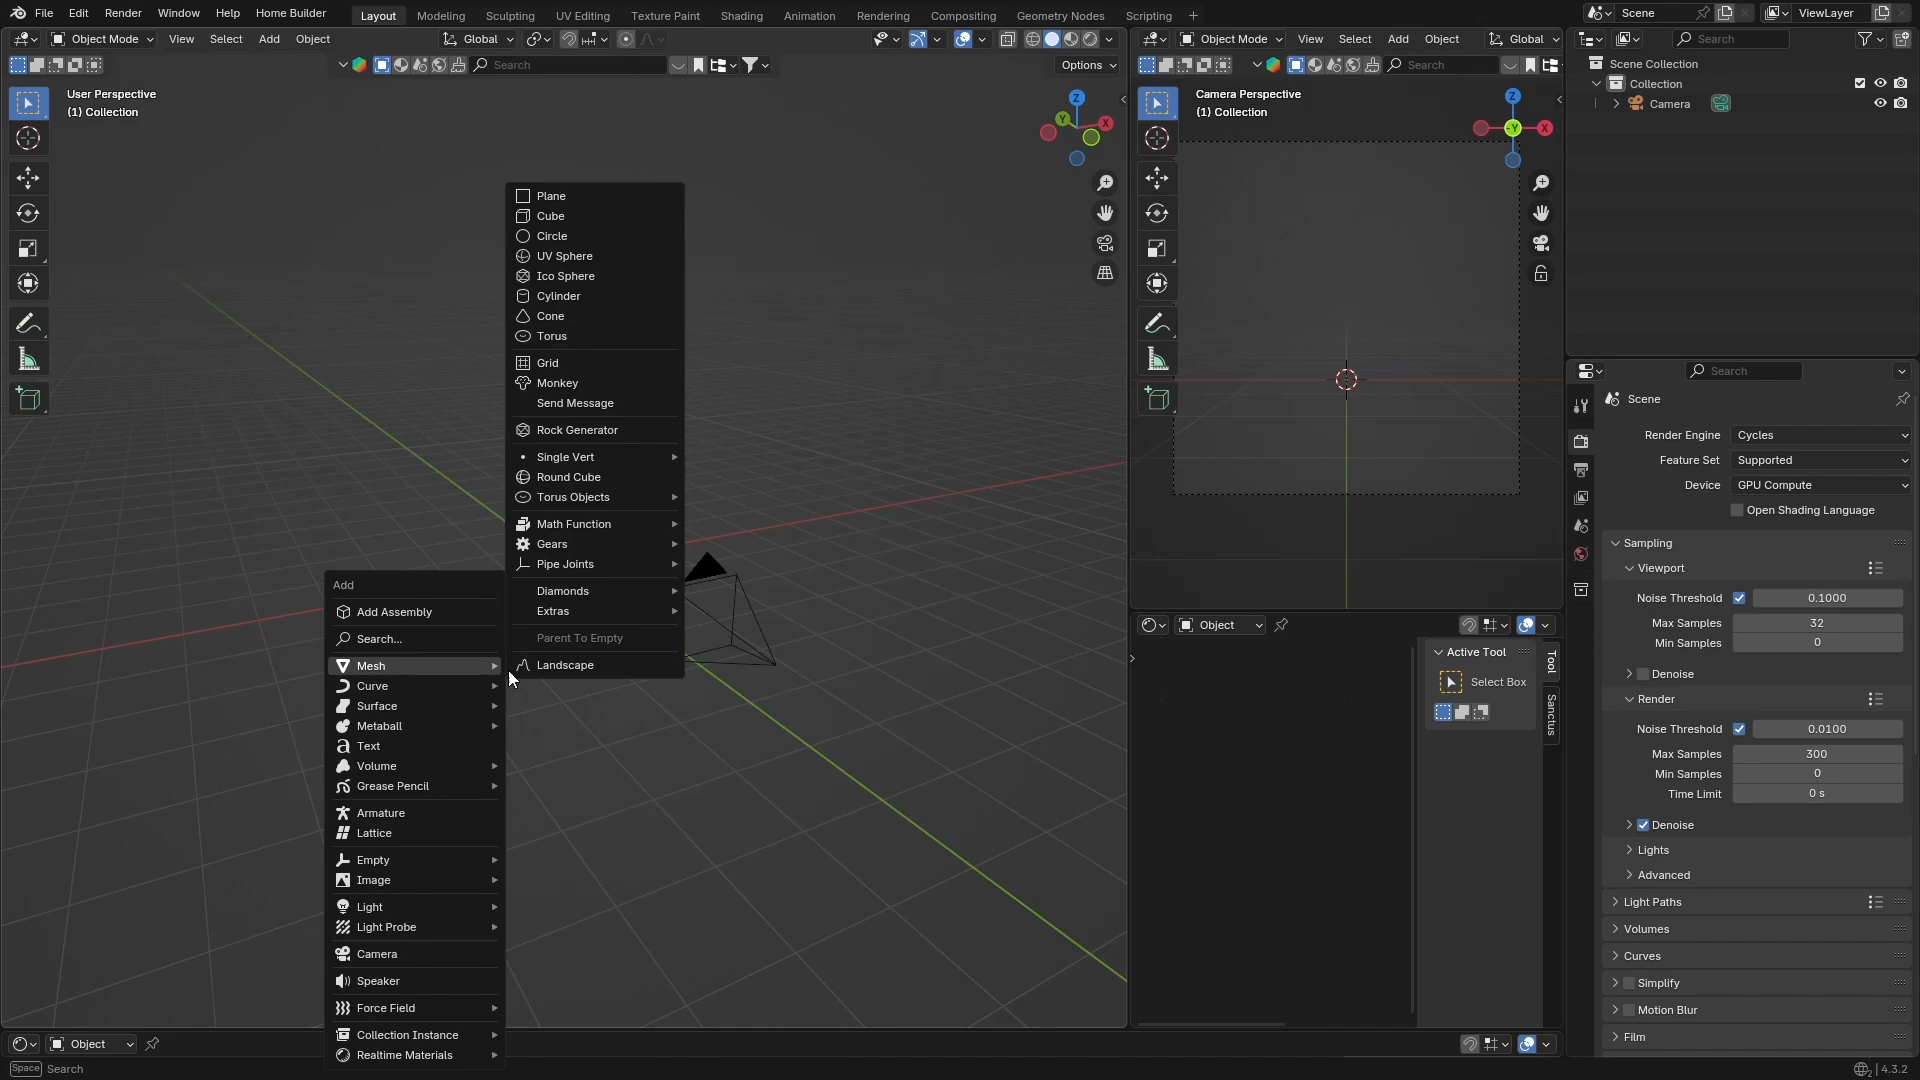 File Edit Render Window Help Home Builder Layout Modeling Sculpting UV Editing Texture Paint Shading Animation Rendering Compositing Geometry Nodes Scripting + Scene ViewLayer
Object Mode View Select Add Object Global
Search Options
User Perspective
(1) Collection
Z
Y
X
Plane
Cube
Circle
UV Sphere
Ico Sphere
Cylinder
Cone
Torus
Grid
Monkey
Send Message
Rock Generator
Single Vert
Round Cube
Torus Objects
Math Function
Gears
Pipe Joints
Diamonds
Extras
Parent To Empty
Landscape
Add
Add Assembly
Search...
Mesh
Curve
Surface
Metaball
Text
Volume
Grease Pencil
Armature
Lattice
Empty
Image
Light
Light Probe
Camera
Speaker
Force Field
Collection Instance
Realtime Materials
Object
Space Search
Object Mode View Select Add Object Global
Search
Camera Perspective
(1) Collection
Z
-Y
X
Object
Active Tool
Select Box
Tool
Sanctus
Search
Scene Collection
Collection
Camera
Search
Scene
Render Engine Cycles
Feature Set Supported
Device GPU Compute
Open Shading Language
Sampling
Viewport
Noise Threshold 0.1000
Max Samples 32
Min Samples 0
Denoise
Render
Noise Threshold 0.0100
Max Samples 300
Min Samples 0
Time Limit 0 s
Denoise
Lights
Advanced
Light Paths
Volumes
Curves
Simplify
Motion Blur
Film
4.3.2